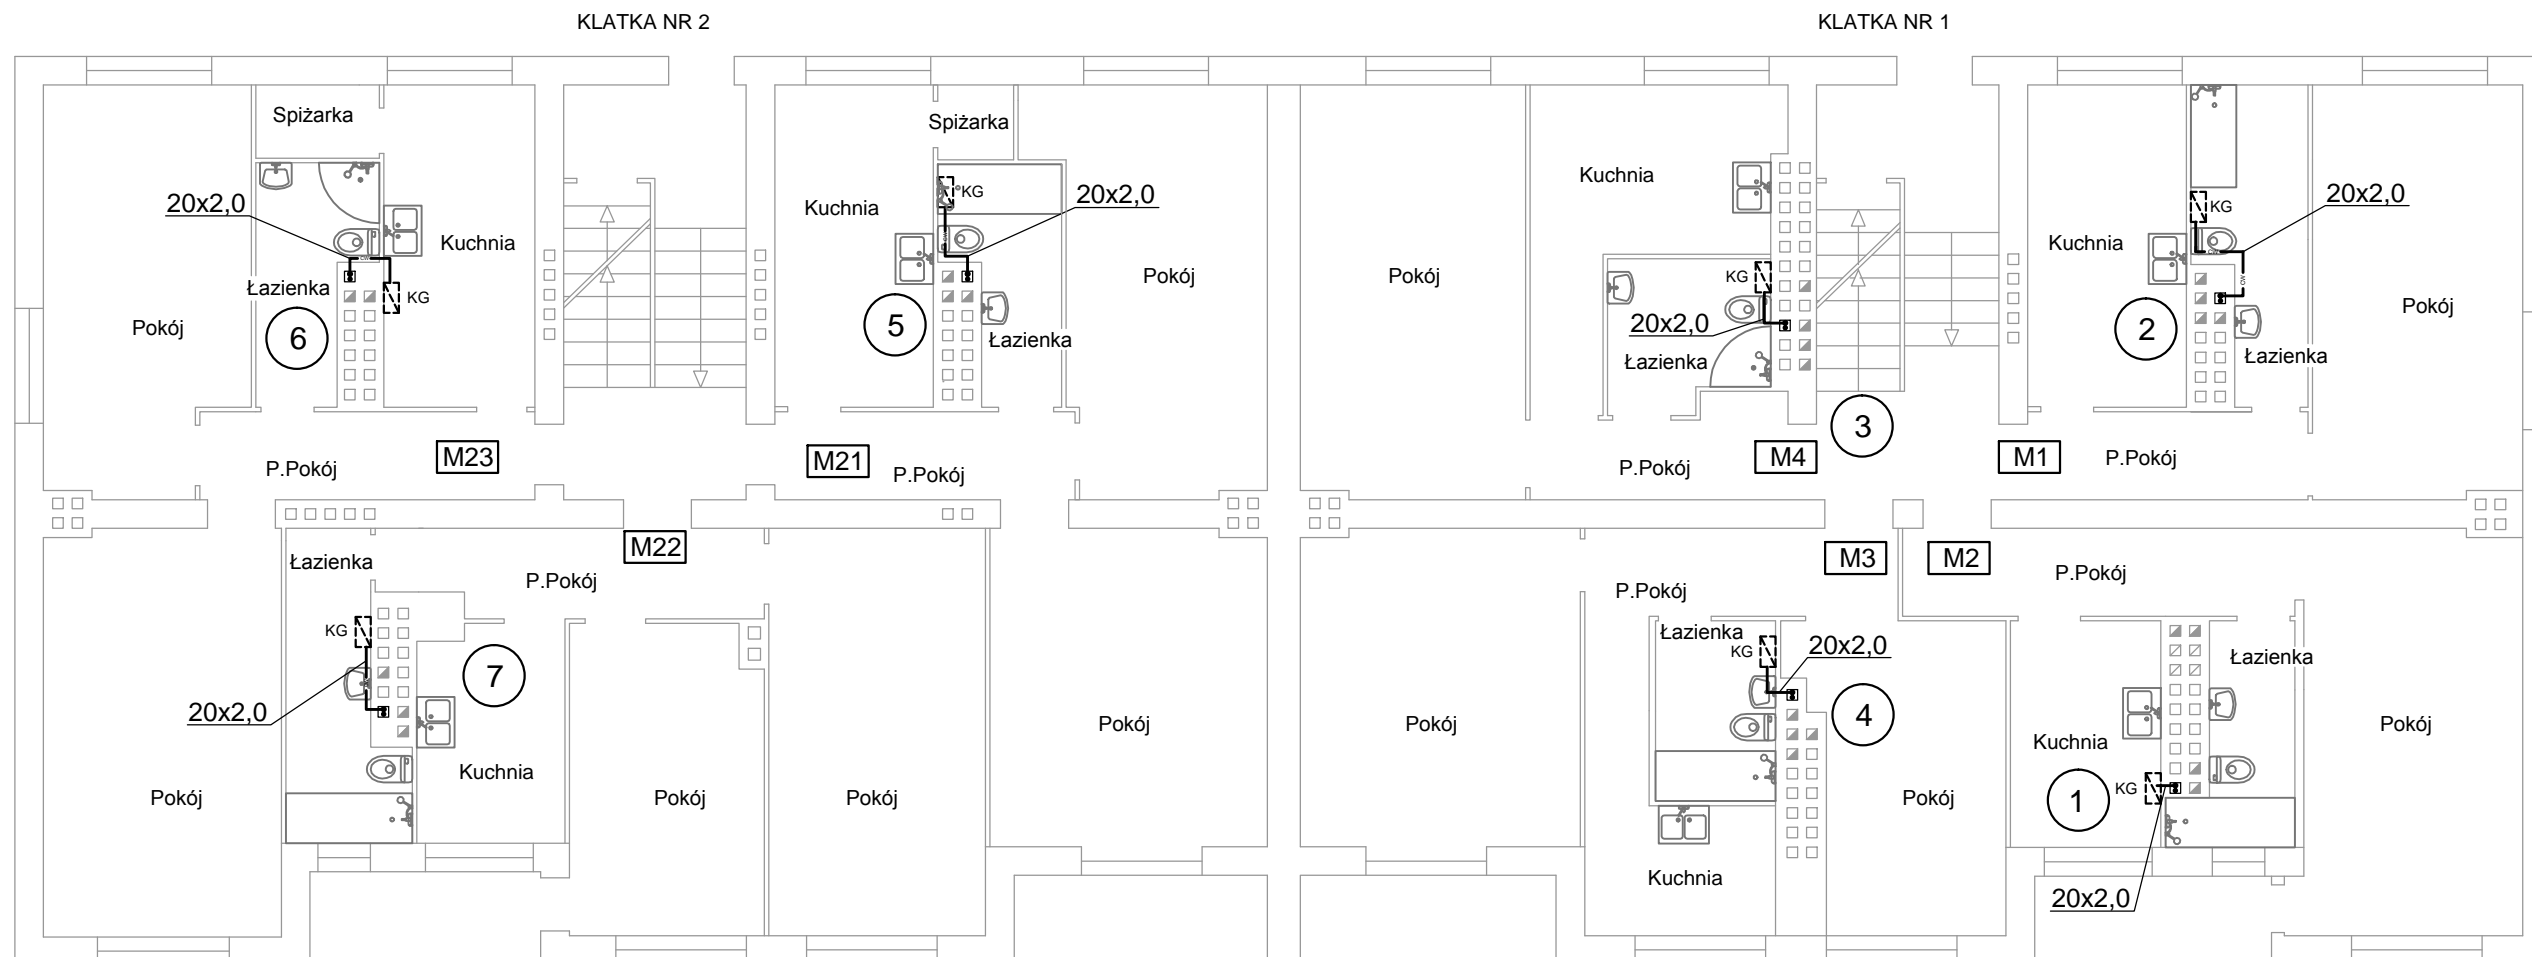 KLATKA NR 2
KLATKA NR 1
Spiżarka
20x2,0
Kuchnia
Łazienka
KG
6
Pokój
Kuchnia
Spiżarka
KG
20x2,0
CW
5
Łazienka
Pokój
Pokój
Kuchnia
KG
20x2,0
Łazienka
3
Kuchnia
KG
20x2,0
CW
CW
2
Łazienka
Pokój
M23
P.Pokój
M21
P.Pokój
M4
P.Pokój
M1
P.Pokój
Łazienka
M22
P.Pokój
KG
7
20x2,0
Kuchnia
Pokój
Pokój
Pokój
Pokój
M3
M2
P.Pokój
P.Pokój
Łazienka
KG
20x2,0
4
Pokój
Pokój
Kuchnia
Łazienka
Kuchnia
KG
1
20x2,0
Pokój